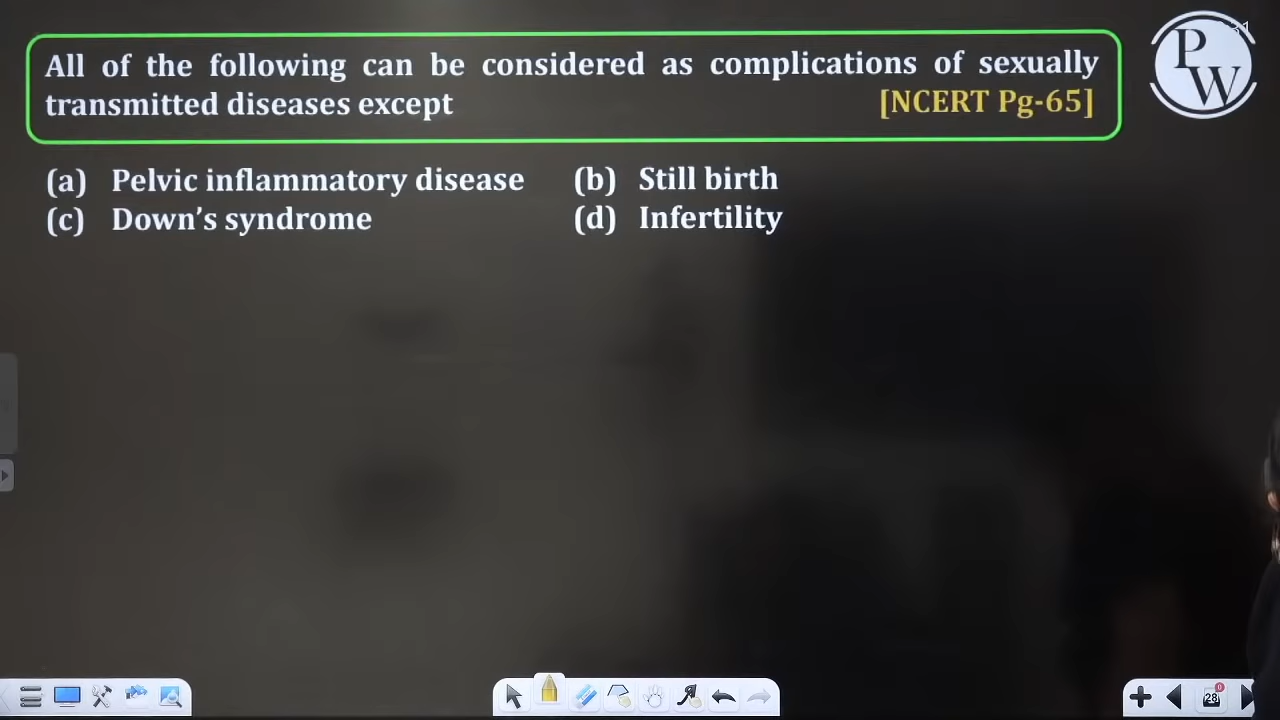 All of the following can be considered as complications of sexually
transmitted diseases except [NCERT Pg-65]
(a) Pelvic inflammatory disease (b) Still birth
(c) Down's syndrome (d) Infertility
PW
28